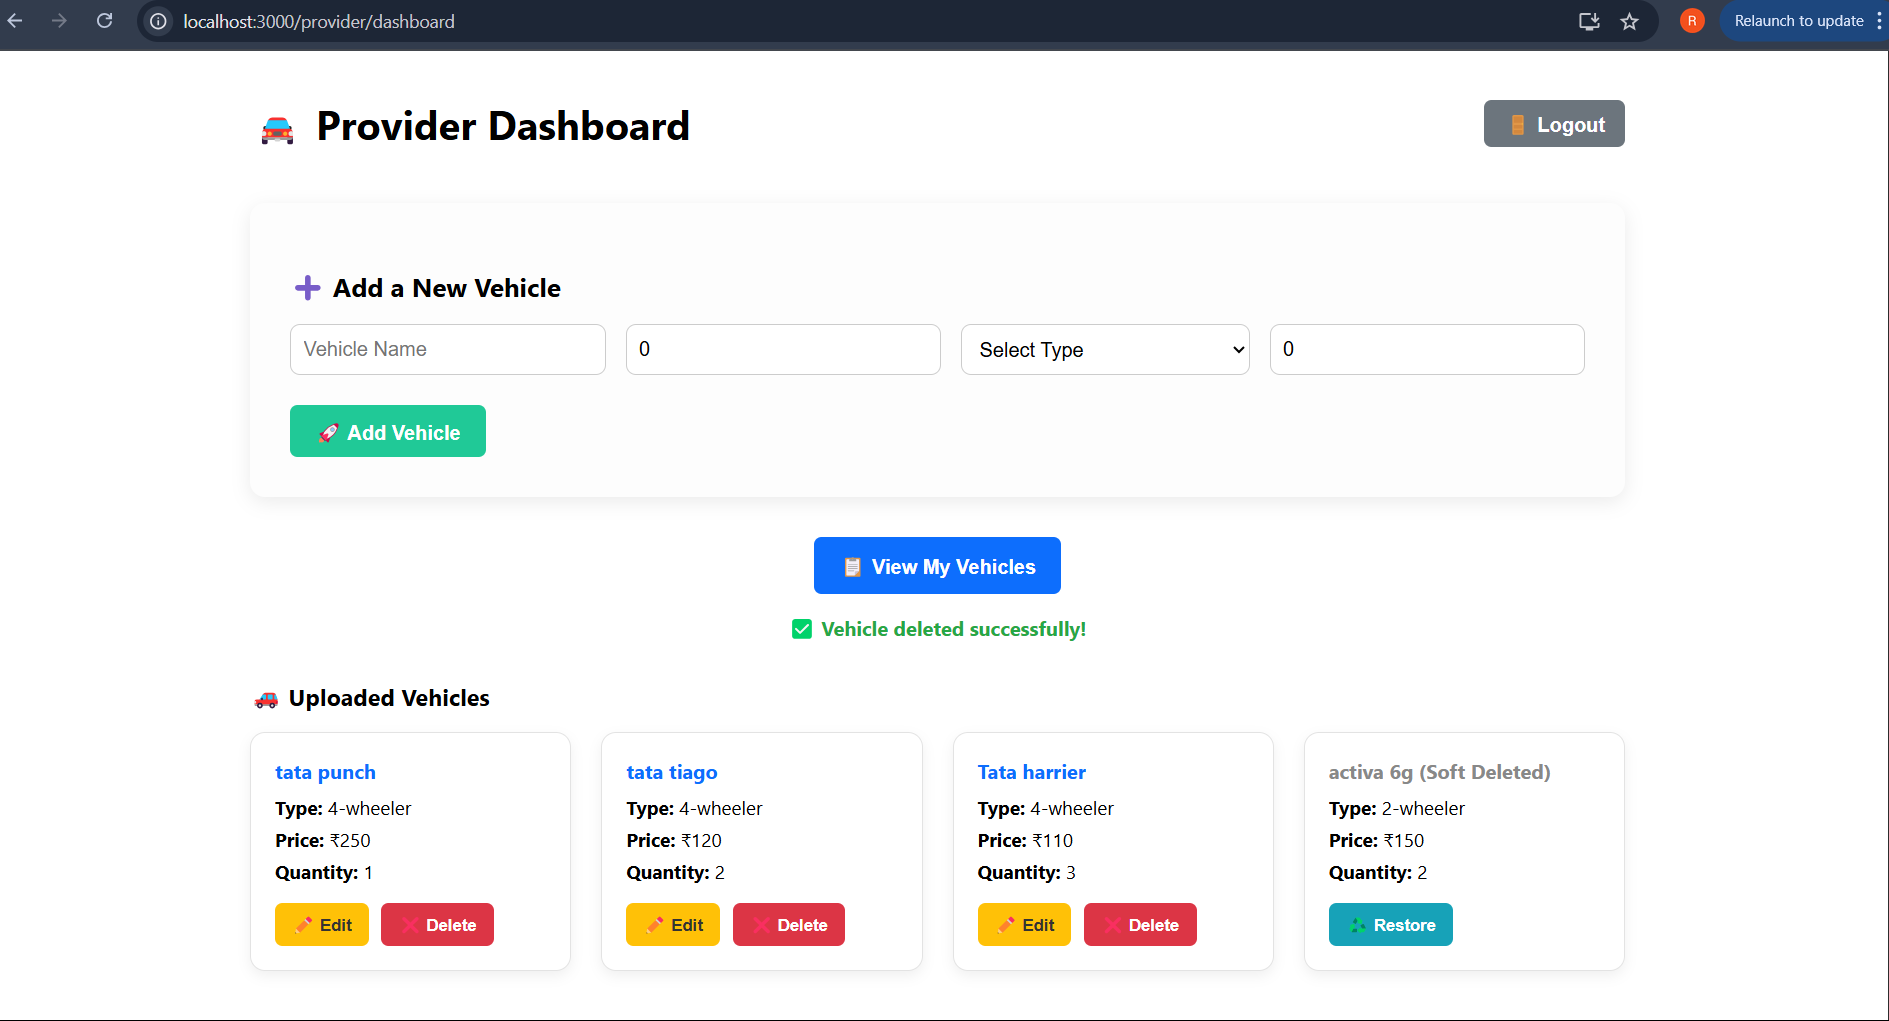 localhost:3000/provider/dashboard
R
Relaunch to update
Provider Dashboard
Logout
Add a New Vehicle
Vehicle Name
0
Select Type
0
Add Vehicle
View My Vehicles
Vehicle deleted successfully!
Uploaded Vehicles
tata punch
Type: 4-wheeler
Price: ₹250
Quantity: 1
Edit
Delete
tata tiago
Type: 4-wheeler
Price: ₹120
Quantity: 2
Edit
Delete
Tata harrier
Type: 4-wheeler
Price: ₹110
Quantity: 3
Edit
Delete
activa 6g (Soft Deleted)
Type: 2-wheeler
Price: ₹150
Quantity: 2
Restore